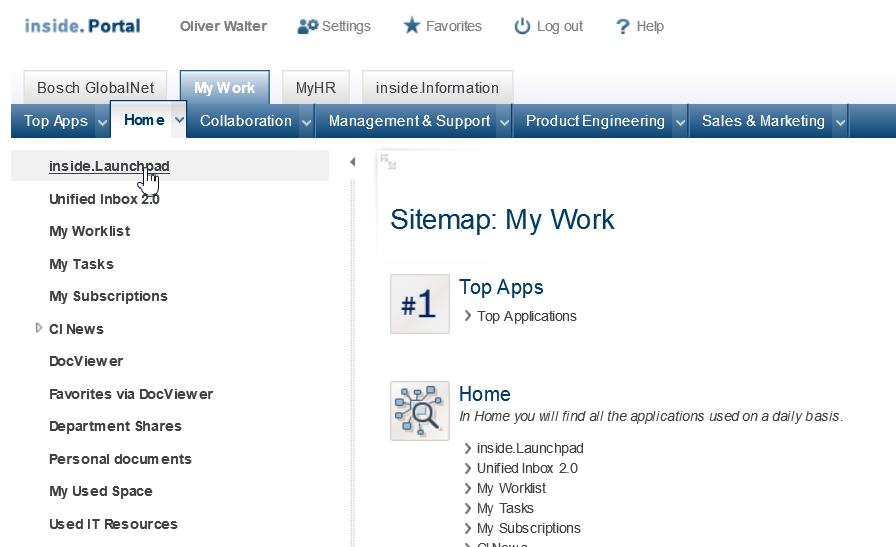 inside.Portal Oliver Walter Settings Favorites Log out Help
Bosch GlobalNet My Work MyHR inside.Information
Top Apps Home Collaboration Management & Support Product Engineering Sales & Marketing
inside.Launchpad
Unified Inbox 2.0
My Worklist
My Tasks
My Subscriptions
CI News
DocViewer
Favorites via DocViewer
Department Shares
Personal documents
My Used Space
Used IT Resources
Sitemap: My Work
#1
Top Apps
Top Applications
Home
In Home you will find all the applications used on a daily basis.
inside.Launchpad
Unified Inbox 2.0
My Worklist
My Tasks
My Subscriptions
CI News